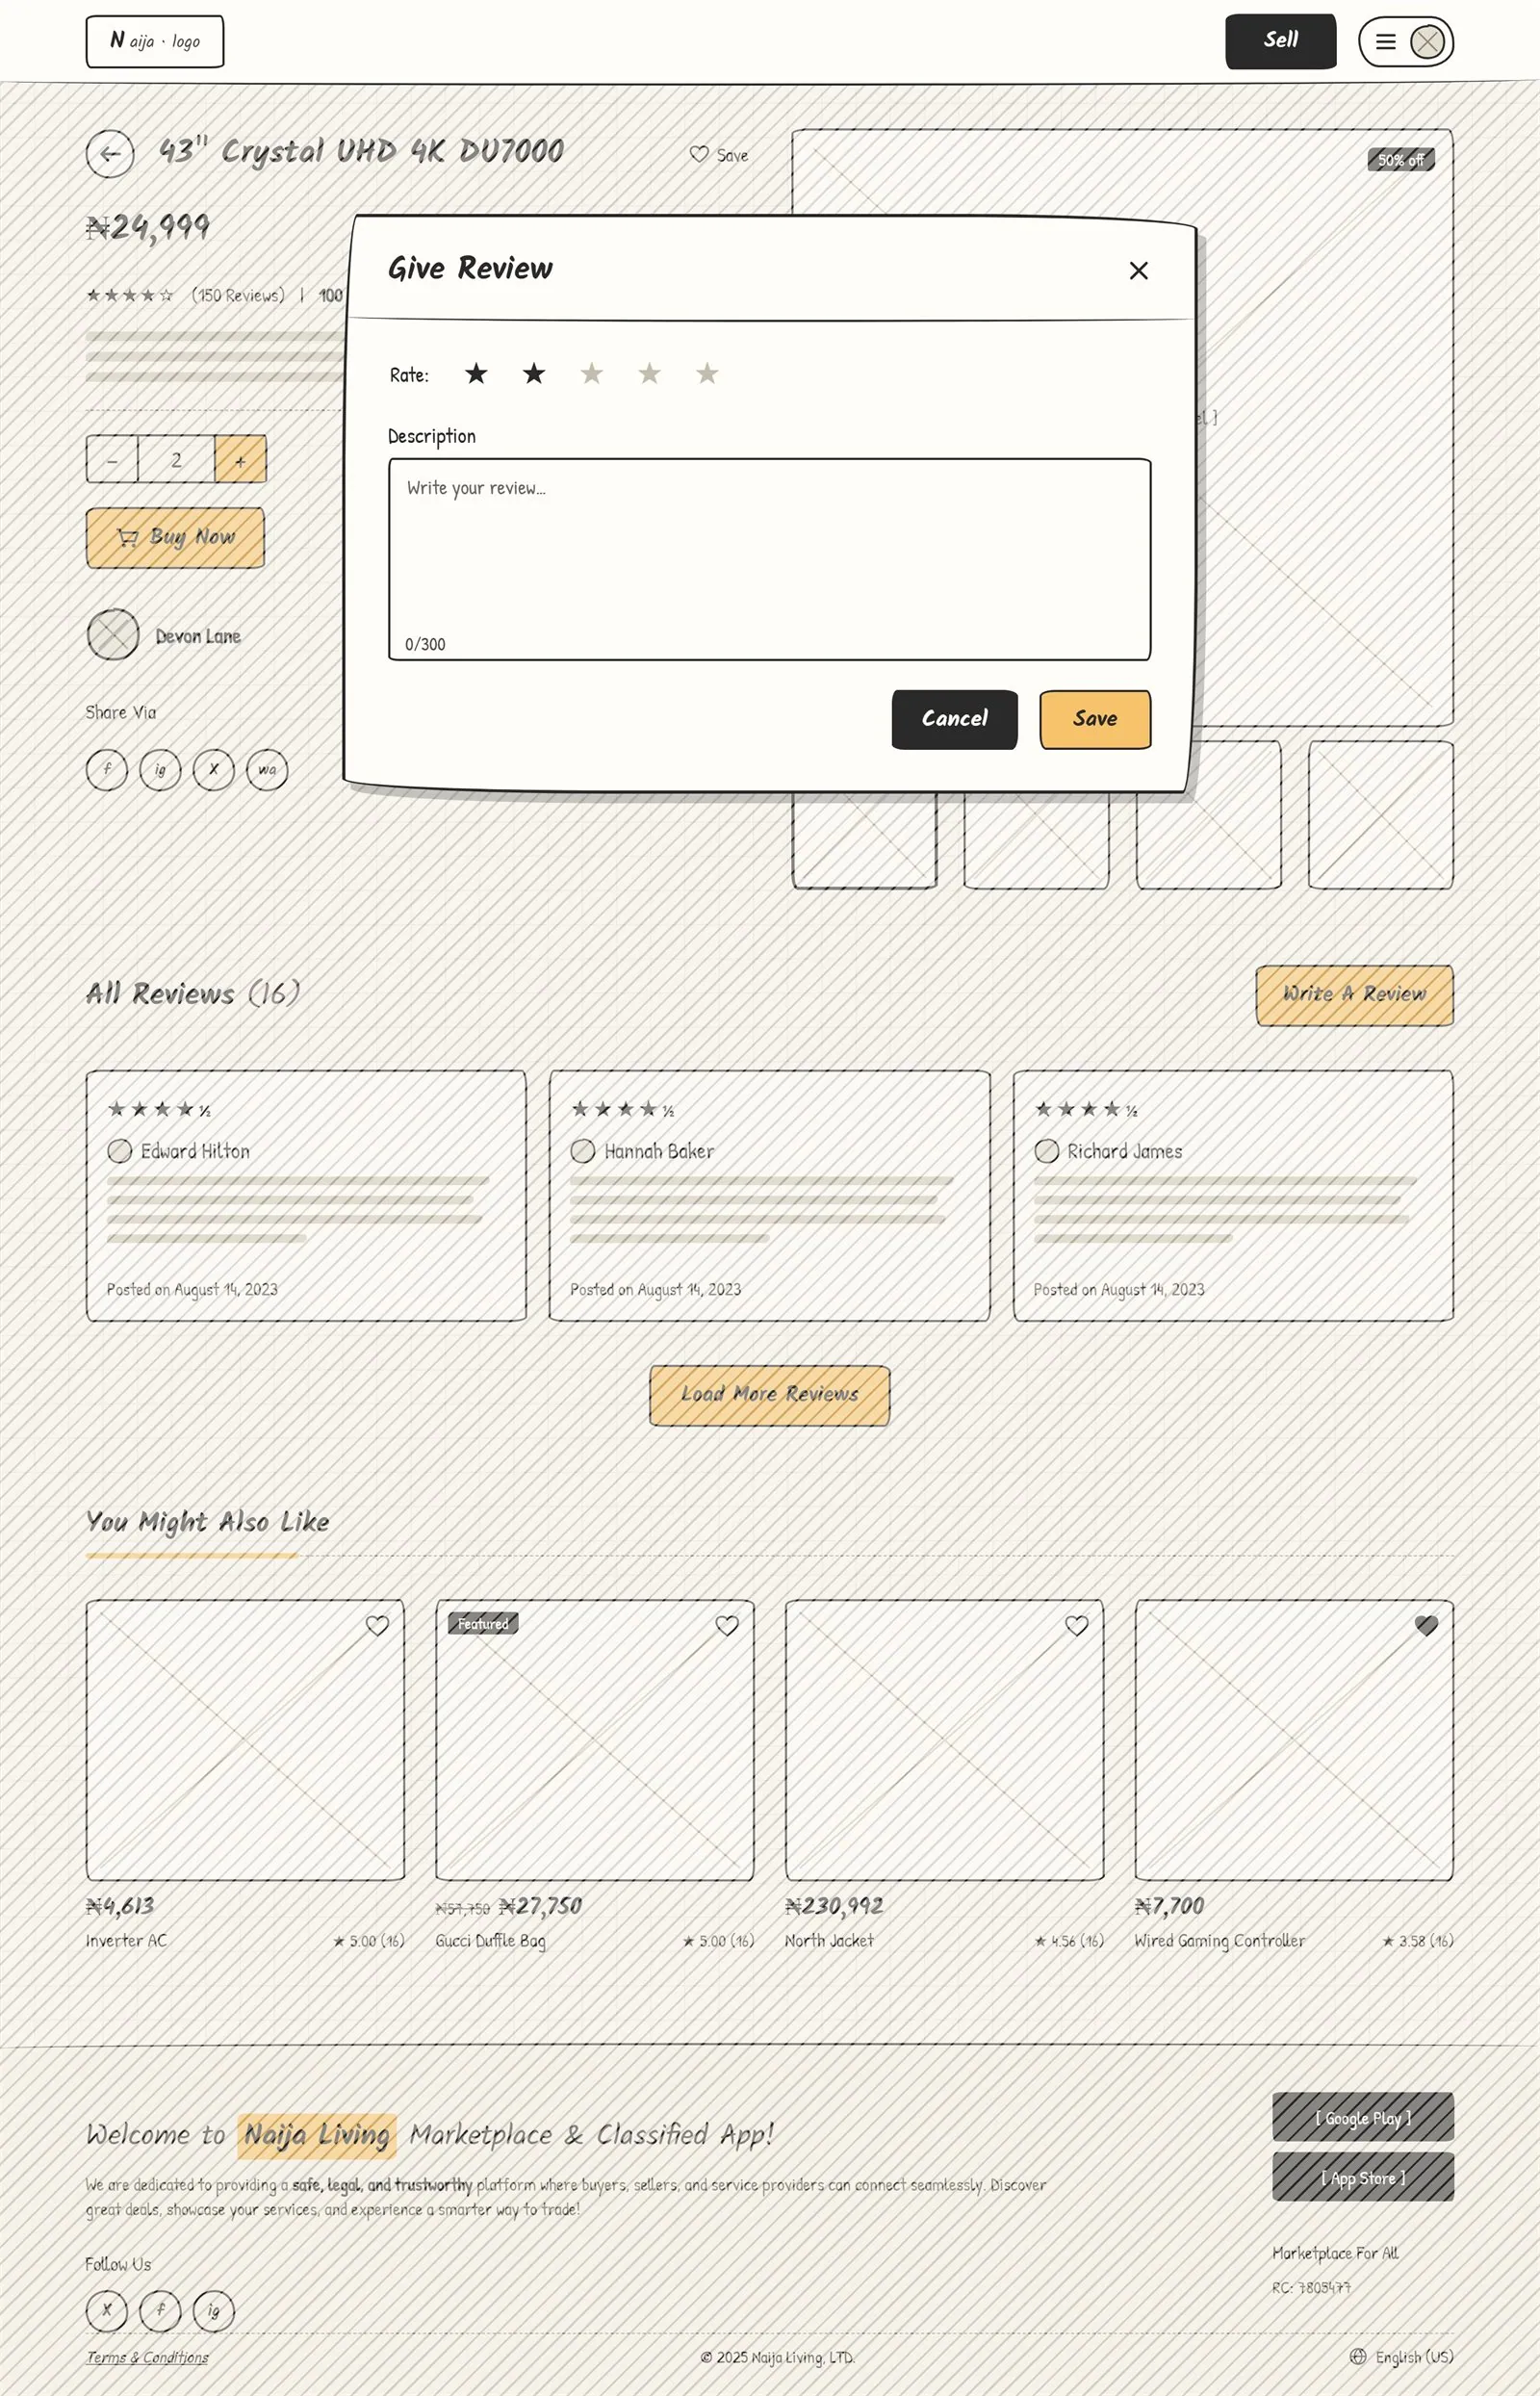 N aija · logo
Sell
43" Crystal UHD 4K DU7000
Save
50% off
₦24,999
★★★★☆ (150 Reviews) | 100
Give Review
Rate: ★ ★ ★ ★ ★
Description
Write your review...
0/300
Cancel
Save
− 2 +
Buy Now
Devon Lane
Share Via
f ig X wa
All Reviews (16)
Write A Review
★★★★½
Edward Hilton
Posted on August 14, 2023
★★★★½
Hannah Baker
Posted on August 14, 2023
★★★★½
Richard James
Posted on August 14, 2023
Load More Reviews
You Might Also Like
₦4,613
Inverter AC ★ 5.00 (16)
Featured
₦57,750 ₦27,750
Gucci Duffle Bag ★ 5.00 (16)
₦230,992
North Jacket ★ 4.56 (16)
₦7,700
Wired Gaming Controller ★ 3.58 (16)
Welcome to Naija Living Marketplace & Classified App!
We are dedicated to providing a safe, legal, and trustworthy platform where buyers, sellers, and service providers can connect seamlessly. Discover
great deals, showcase your services, and experience a smarter way to trade!
Follow Us
X f ig
[ Google Play ]
[ App Store ]
Marketplace For All
RC: 7805477
Terms & Conditions
© 2025 Naija Living, LTD.
English (US)